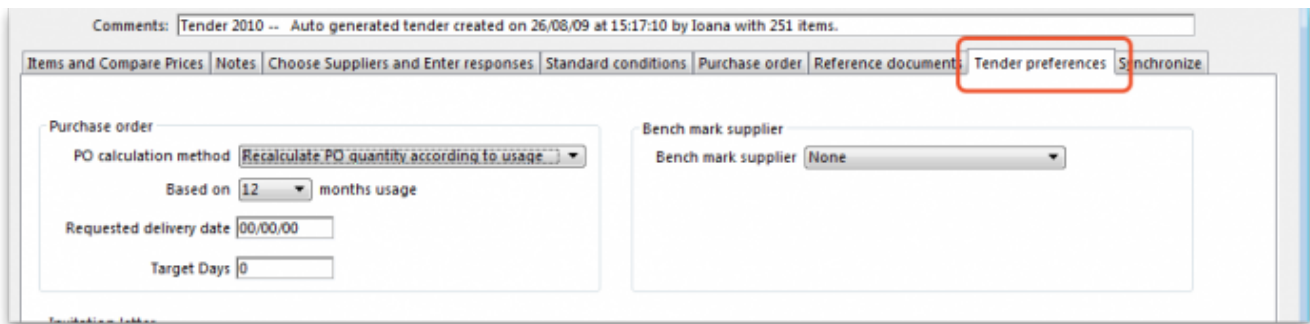 Comments: Tender 2010 -- Auto generated tender created on 26/08/09 at 15:17:10 by Ioana with 251 items.
Items and Compare Prices Notes Choose Suppliers and Enter responses Standard conditions Purchase order Reference documents Tender preferences Synchronize
Purchase order
PO calculation method Recalculate PO quantity according to usage
Based on 12 months usage
Requested delivery date 00/00/00
Target Days 0
Bench mark supplier
Bench mark supplier None
Invitation letter